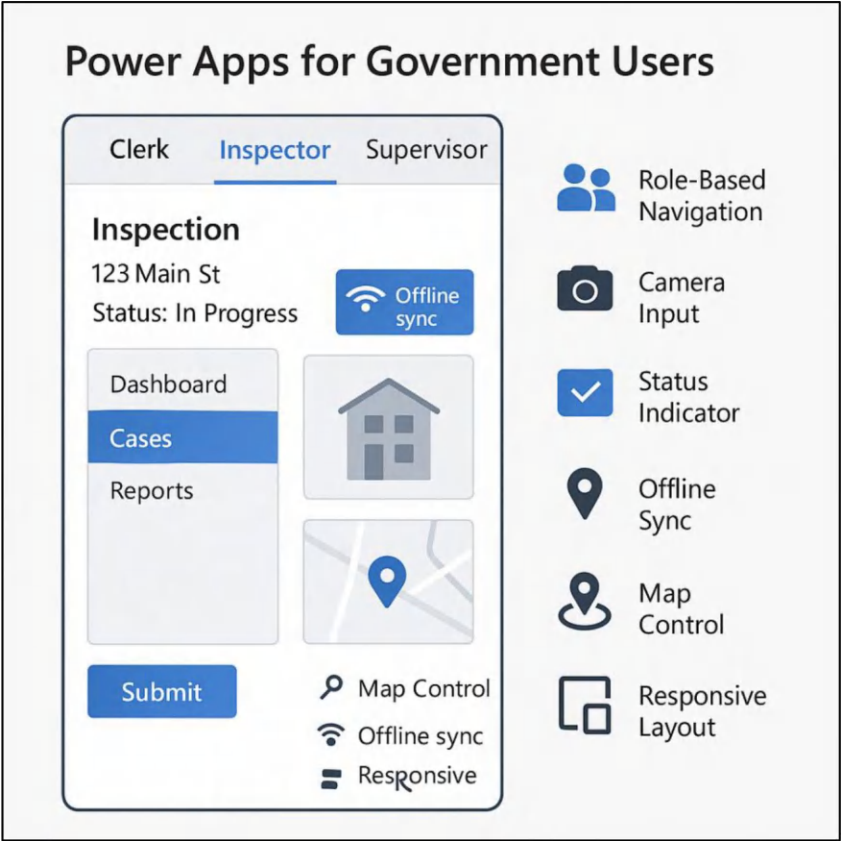 Power Apps for Government Users
Clerk Inspector Supervisor
Inspection
123 Main St
Status: In Progress
Offline
sync
Dashboard
Cases
Reports
Submit
Map Control
Offline sync
Responsive
Role-Based
Navigation
Camera
Input
Status
Indicator
Offline
Sync
Map
Control
Responsive
Layout